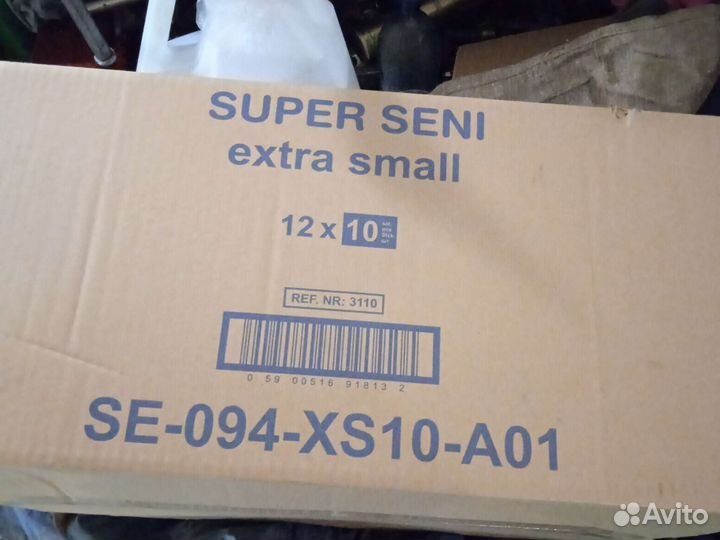 SUPER SENI
extra small
12 x 10
REF. NR: 3110
0 59 00516 91813 2
SE-094-XS10-A01
Avito